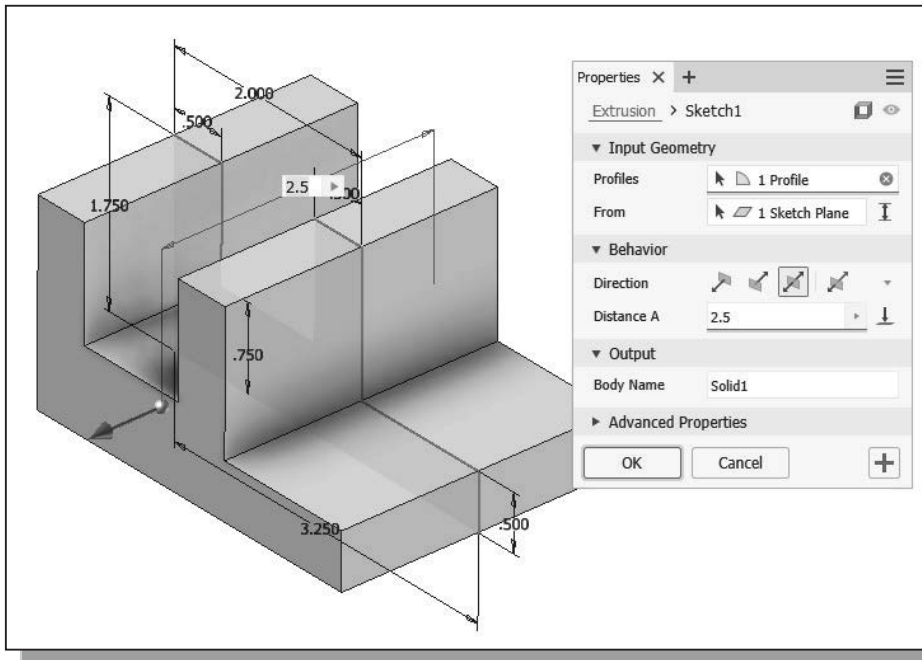 2.000
.500
2.5
1.750
.750
3.250
.500
Properties
Extrusion > Sketch1
Input Geometry
Profiles 1 Profile
From 1 Sketch Plane
Behavior
Direction
Distance A 2.5
Output
Body Name Solid1
Advanced Properties
OK Cancel